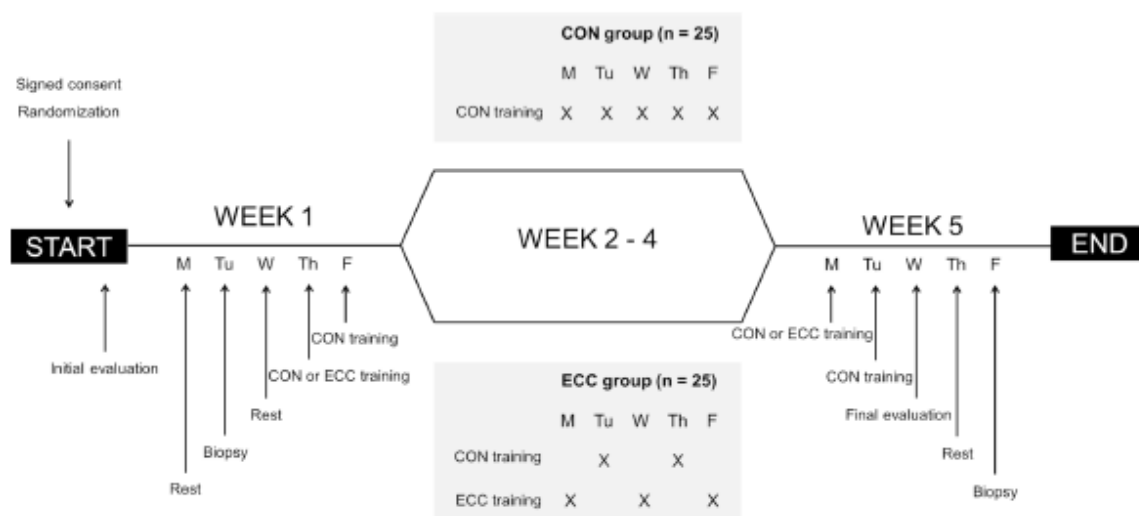 CON group (n = 25)
M Tu W Th F
CON training X X X X X
Signed consent
Randomization
START
WEEK 1
M Tu W Th F
Initial evaluation
Rest
Biopsy
Rest
CON or ECC training
CON training
WEEK 2 - 4
ECC group (n = 25)
M Tu W Th F
CON training X X
ECC training X X X
WEEK 5
M Tu W Th F
CON or ECC training
CON training
Final evaluation
Rest
Biopsy
END